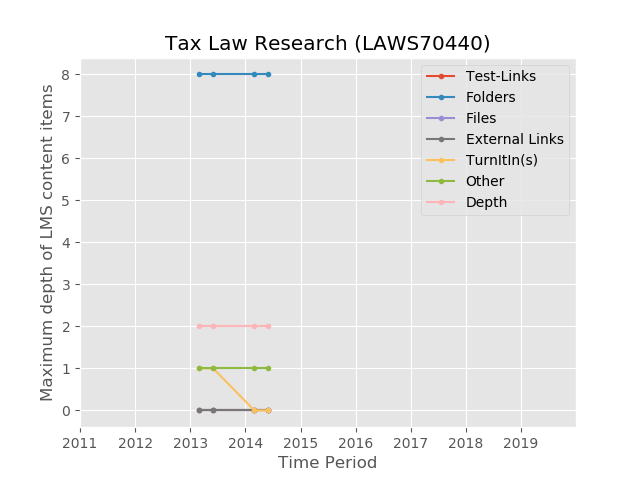 Tax Law Research (LAWS70440)
Maximum depth of LMS content items
8
7
6
5
4
3
2
1
0
Test-Links
Folders
Files
External Links
TurnItIn(s)
Other
Depth
2011 2012 2013 2014 2015 2016 2017 2018 2019
Time Period